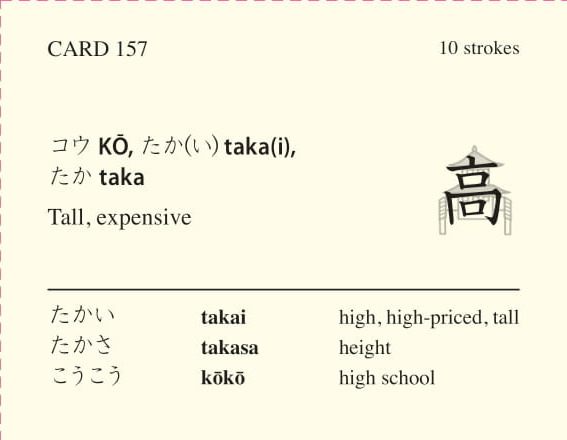 CARD 157 10 strokes
コウ KŌ, たか(い) taka(i),
たか taka
高
Tall, expensive
たかい takai high, high-priced, tall
たかさ takasa height
こうこう kōkō high school